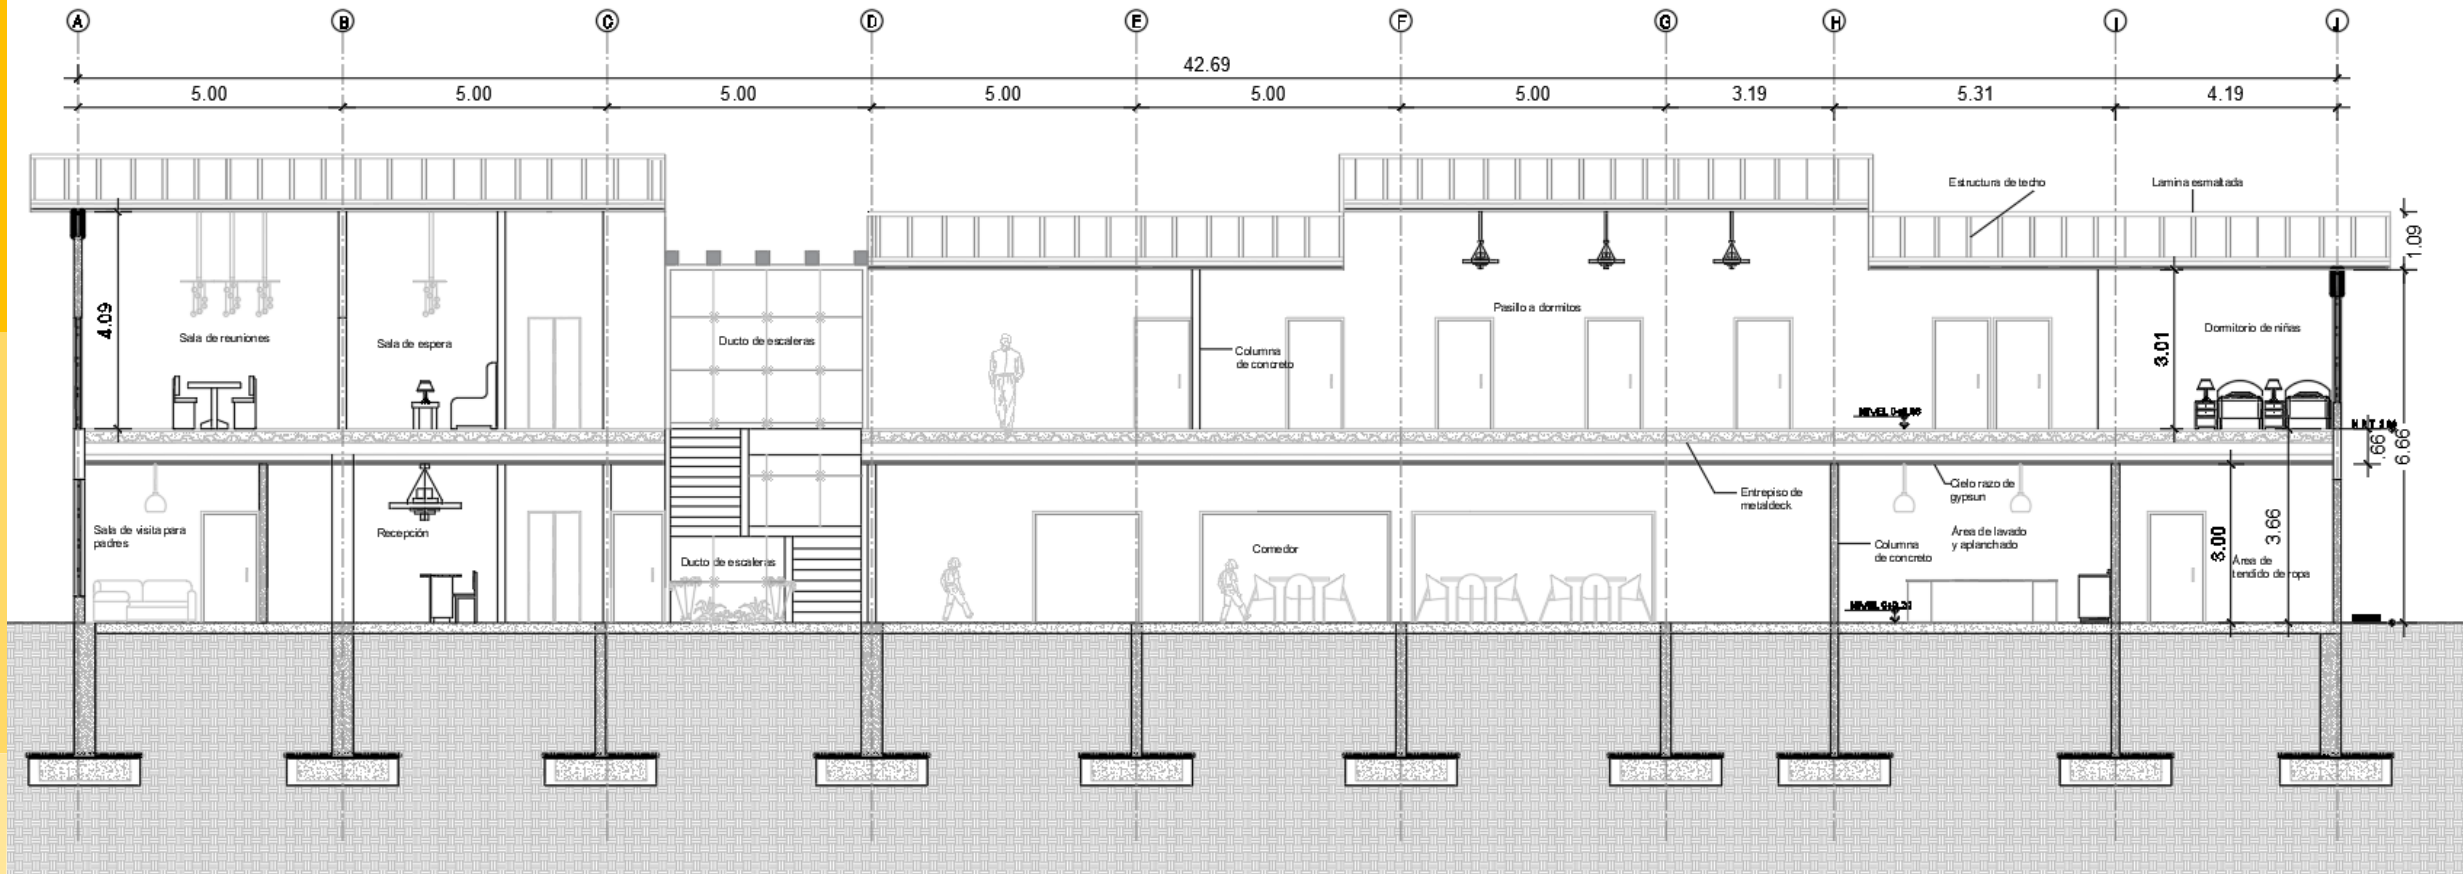 A
B
C
D
E
F
G
H
I
J
42.69
5.00
5.00
5.00
5.00
5.00
5.00
3.19
5.31
4.19
Estructura de techo
Lamina esmaltada
1.09
4.09
Sala de reuniones
Sala de espera
Ducto de escaleras
Columna
de concreto
Pasillo a dormitos
3.01
Dormitorio de niñas
.66
6.66
Sala de visita para
padres
Recepción
Ducto de escaleras
Comedor
Entrepiso de
metaldeck
Cielo razo de
gypsun
Columna
de concreto
Área de lavado
y aplanchado
3.00
3.66
Área de
tendido de ropa